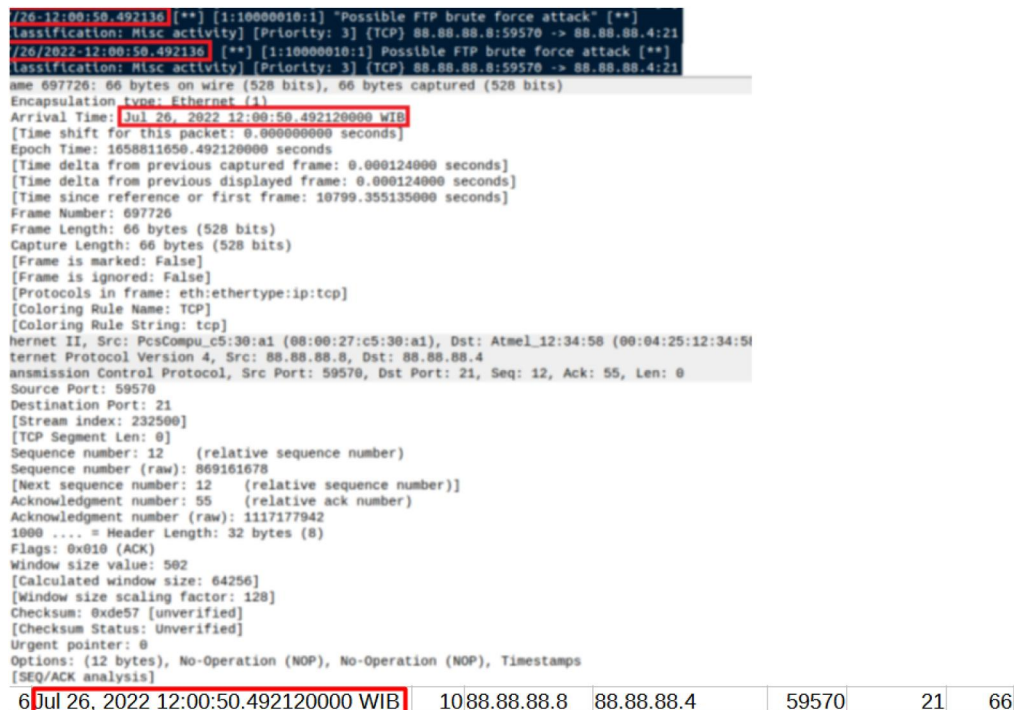 /26-12:00:50.492136 [**] [1:10000010:1] "Possible FTP brute force attack" [**]
lassification: Misc activity] [Priority: 3] {TCP} 88.88.88.8:59570 -> 88.88.88.4:21
/26/2022-12:00:50.492136 [**] [1:10000010:1] Possible FTP brute force attack [**]
lassification: Misc activity] [Priority: 3] {TCP} 88.88.88.8:59570 -> 88.88.88.4:21
ame 697726: 66 bytes on wire (528 bits), 66 bytes captured (528 bits)
Encapsulation type: Ethernet (1)
Arrival Time: Jul 26, 2022 12:00:50.492120000 WIB
[Time shift for this packet: 0.000000000 seconds]
Epoch Time: 1658811650.492120000 seconds
[Time delta from previous captured frame: 0.000124000 seconds]
[Time delta from previous displayed frame: 0.000124000 seconds]
[Time since reference or first frame: 10799.355135000 seconds]
Frame Number: 697726
Frame Length: 66 bytes (528 bits)
Capture Length: 66 bytes (528 bits)
[Frame is marked: False]
[Frame is ignored: False]
[Protocols in frame: eth:ethertype:ip:tcp]
[Coloring Rule Name: TCP]
[Coloring Rule String: tcp]
hernet II, Src: PcsCompu_c5:30:a1 (08:00:27:c5:30:a1), Dst: Atmel_12:34:58 (00:04:25:12:34:58
ternet Protocol Version 4, Src: 88.88.88.8, Dst: 88.88.88.4
ansmission Control Protocol, Src Port: 59570, Dst Port: 21, Seq: 12, Ack: 55, Len: 0
Source Port: 59570
Destination Port: 21
[Stream index: 232500]
[TCP Segment Len: 0]
Sequence number: 12 (relative sequence number)
Sequence number (raw): 869161678
[Next sequence number: 12 (relative sequence number)]
Acknowledgment number: 55 (relative ack number)
Acknowledgment number (raw): 1117177942
1000 .... = Header Length: 32 bytes (8)
Flags: 0x010 (ACK)
Window size value: 502
[Calculated window size: 64256]
[Window size scaling factor: 128]
Checksum: 0xde57 [unverified]
[Checksum Status: Unverified]
Urgent pointer: 0
Options: (12 bytes), No-Operation (NOP), No-Operation (NOP), Timestamps
[SEQ/ACK analysis]
6 Jul 26, 2022 12:00:50.492120000 WIB 10 88.88.88.8 88.88.88.4 59570 21 66